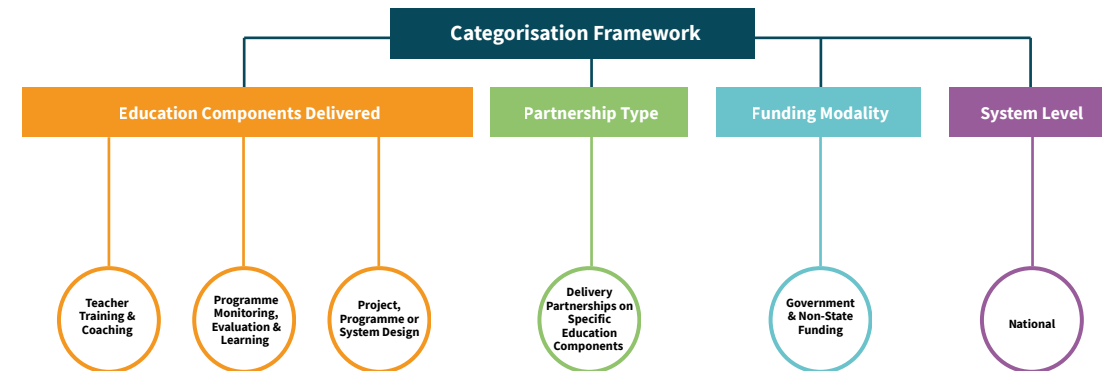 Categorisation Framework
Education Components Delivered
Partnership Type
Funding Modality
System Level
Teacher
Training &
Coaching
Programme
Monitoring,
Evaluation &
Learning
Project,
Programme or
System Design
Delivery
Partnerships on
Specific
Education
Components
Government
& Non-State
Funding
National